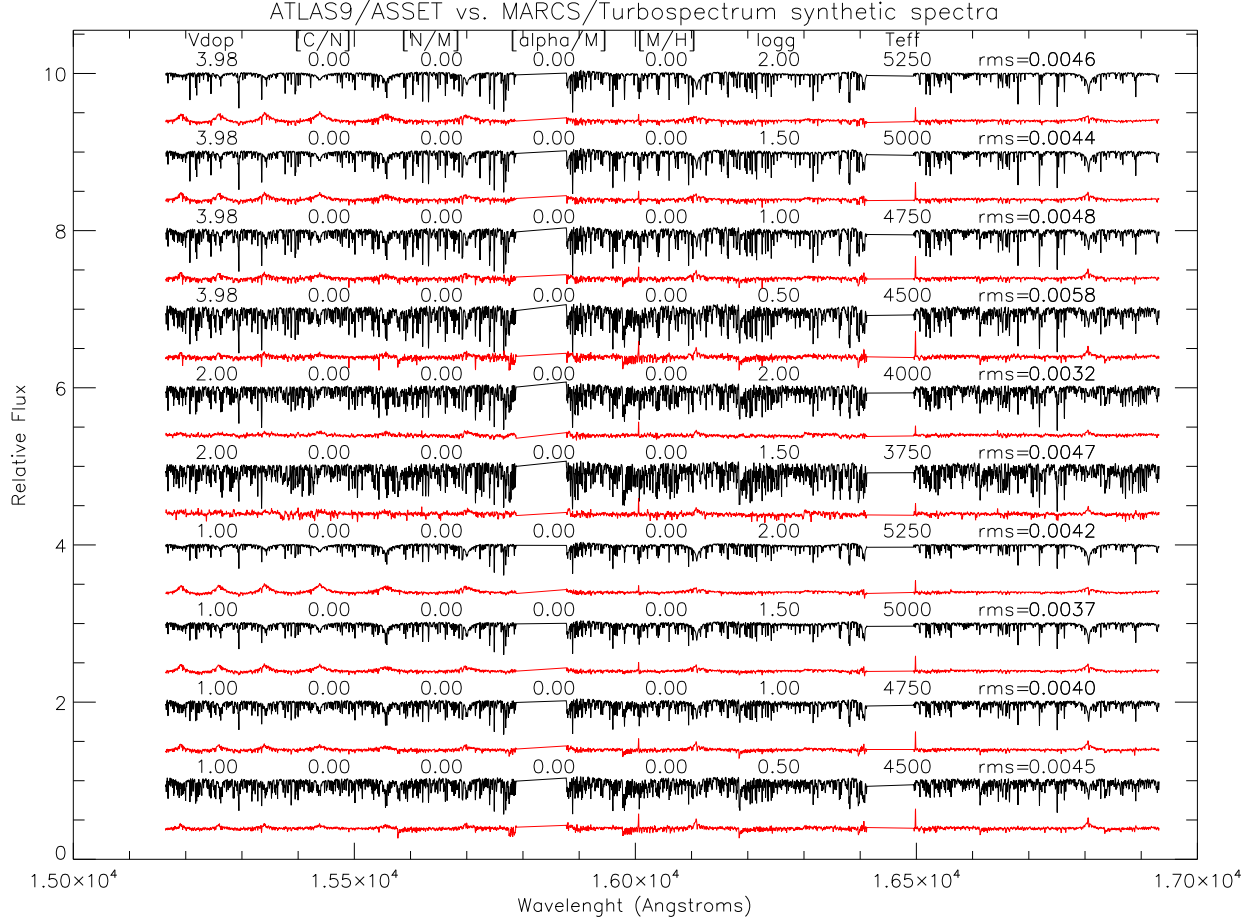 ATLAS9/ASSET vs. MARCS/Turbospectrum synthetic spectra
Vdop [C/N] [N/M] [alpha/M] [M/H] logg Teff
3.98 0.00 0.00 0.00 0.00 2.00 5250 rms=0.0046
3.98 0.00 0.00 0.00 0.00 1.50 5000 rms=0.0044
3.98 0.00 0.00 0.00 0.00 1.00 4750 rms=0.0048
3.98 0.00 0.00 0.00 0.00 0.50 4500 rms=0.0058
2.00 0.00 0.00 0.00 0.00 2.00 4000 rms=0.0032
2.00 0.00 0.00 0.00 0.00 1.50 3750 rms=0.0047
1.00 0.00 0.00 0.00 0.00 2.00 5250 rms=0.0042
1.00 0.00 0.00 0.00 0.00 1.50 5000 rms=0.0037
1.00 0.00 0.00 0.00 0.00 1.00 4750 rms=0.0040
1.00 0.00 0.00 0.00 0.00 0.50 4500 rms=0.0045
10
8
6
4
2
0
Relative Flux
1.50×10⁴ 1.55×10⁴ 1.60×10⁴ 1.65×10⁴ 1.70×10⁴
Wavelenght (Angstroms)